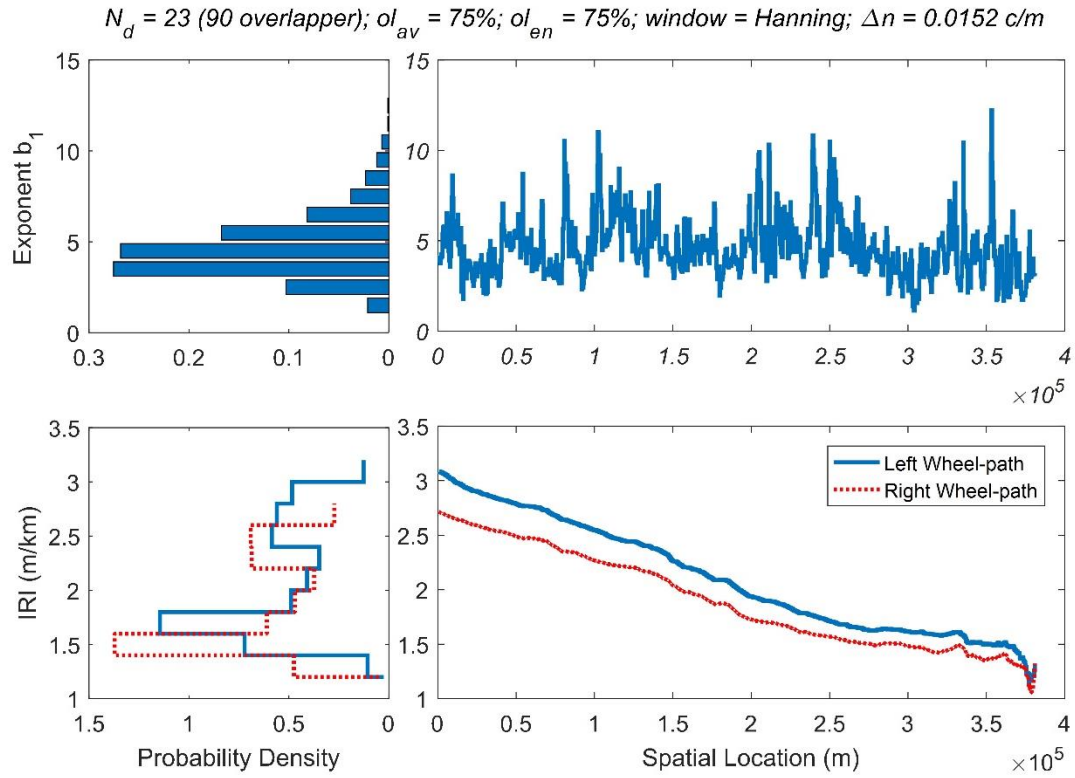 N_d = 23 (90 overlapper); ol_av = 75%; ol_en = 75%; window = Hanning; Δn = 0.0152 c/m
Exponent b_1
15
10
5
0
0.3 0.2 0.1 0
15
10
5
0
0 0.5 1 1.5 2 2.5 3 3.5 4
×10^5
IRI (m/km)
3.5
3
2.5
2
1.5
1
1.5 1 0.5 0
Probability Density
3.5
3
2.5
2
1.5
1
Left Wheel-path
Right Wheel-path
0 0.5 1 1.5 2 2.5 3 3.5 4
Spatial Location (m)
×10^5